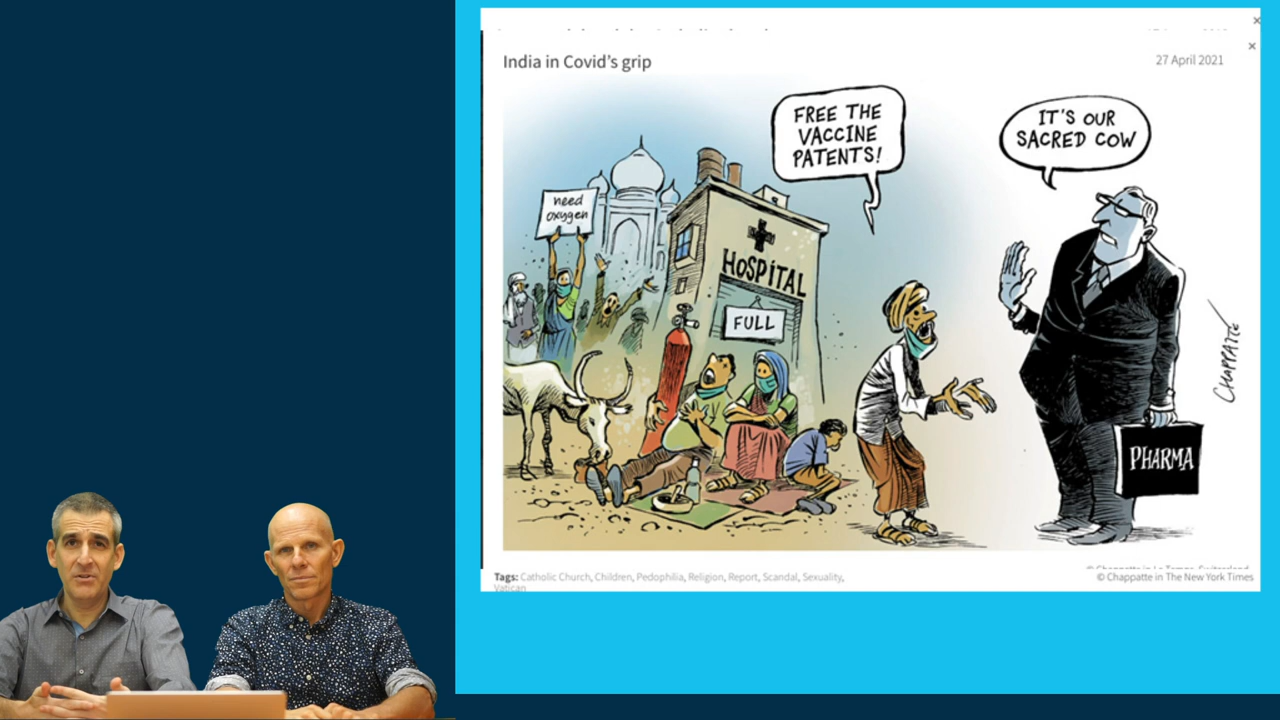 India in Covid's grip
27 April 2021
FREE THE
VACCINE
PATENTS!
IT'S OUR
SACRED COW
need
oxygen
HOSPITAL
FULL
PHARMA
CHAPPATTE
Tags: Catholic Church, Children, Pedophilia, Religion, Report, Scandal, Sexuality,
Vatican
© Chappatte in The New York Times